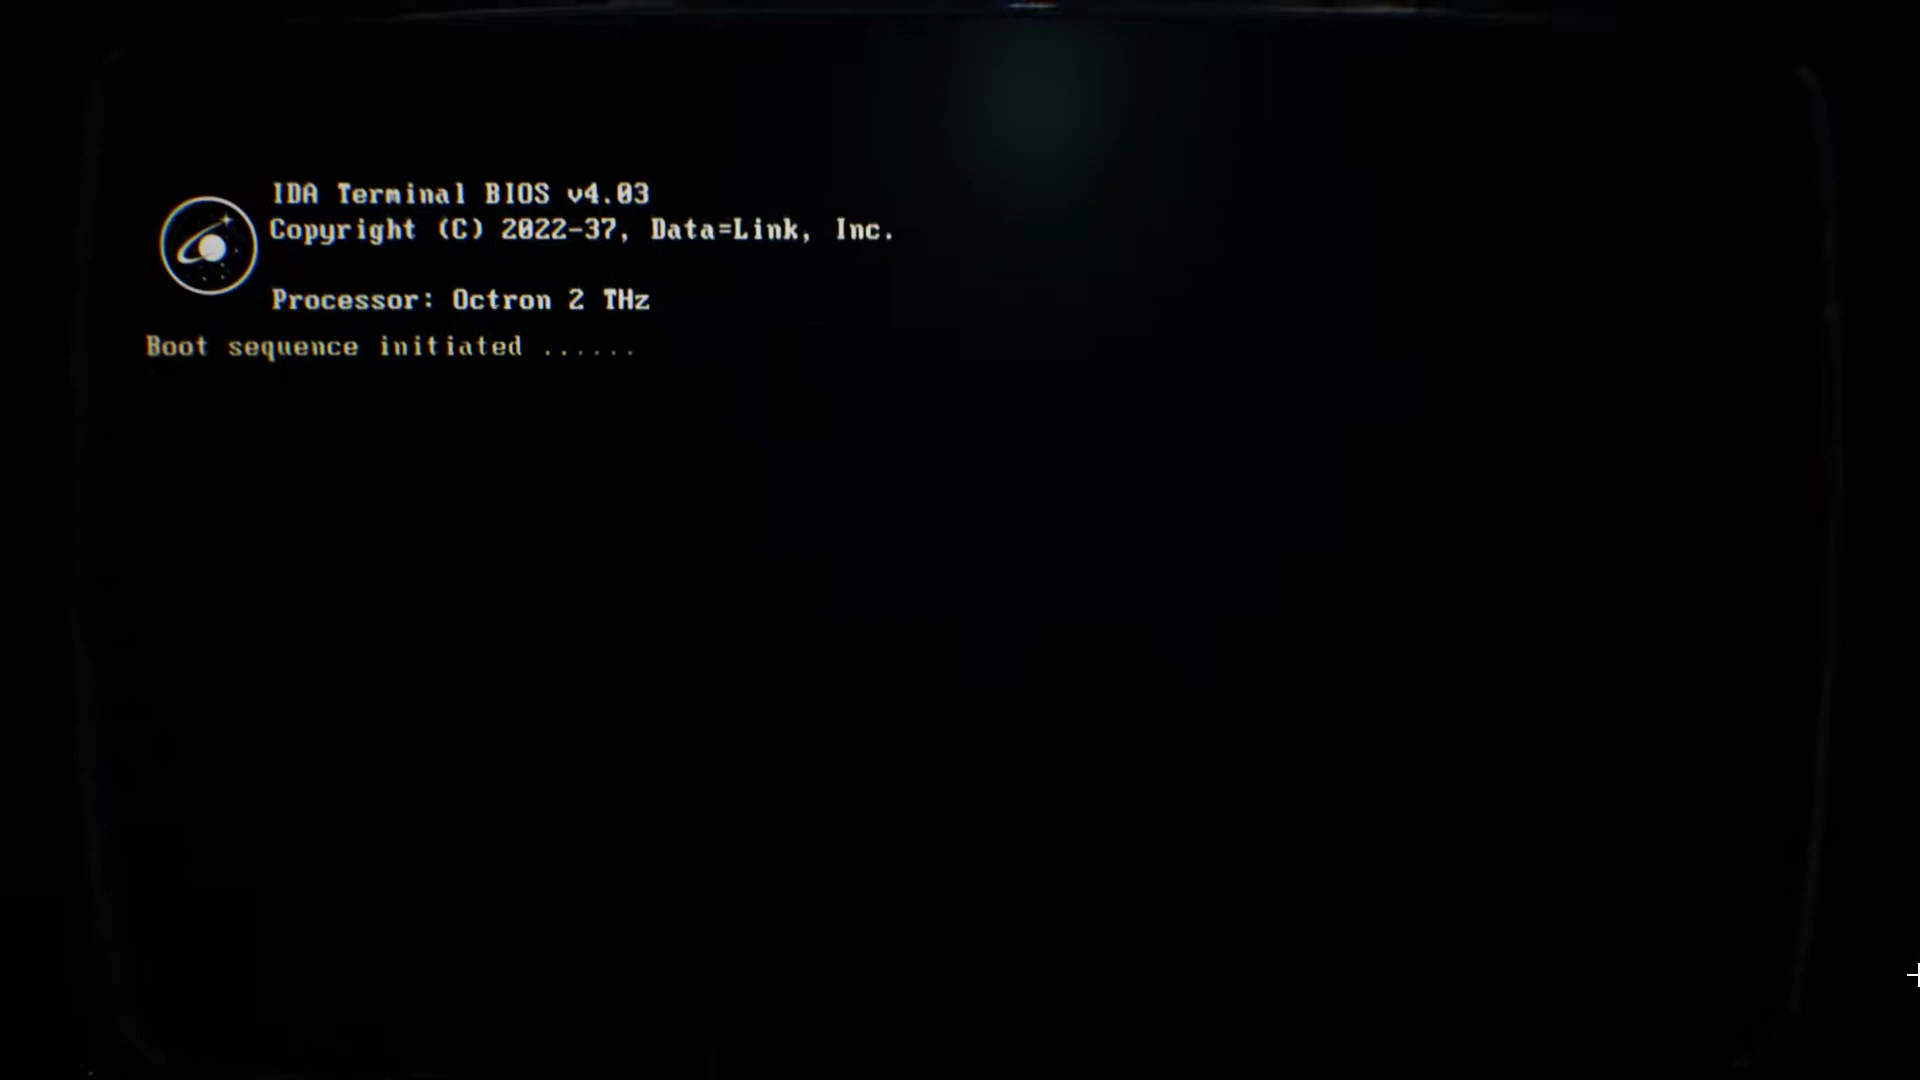 IDA Terminal BIOS v4.03
Copyright (C) 2022-37, Data=Link, Inc.
Processor: Octron 2 THz
Boot sequence initiated ......